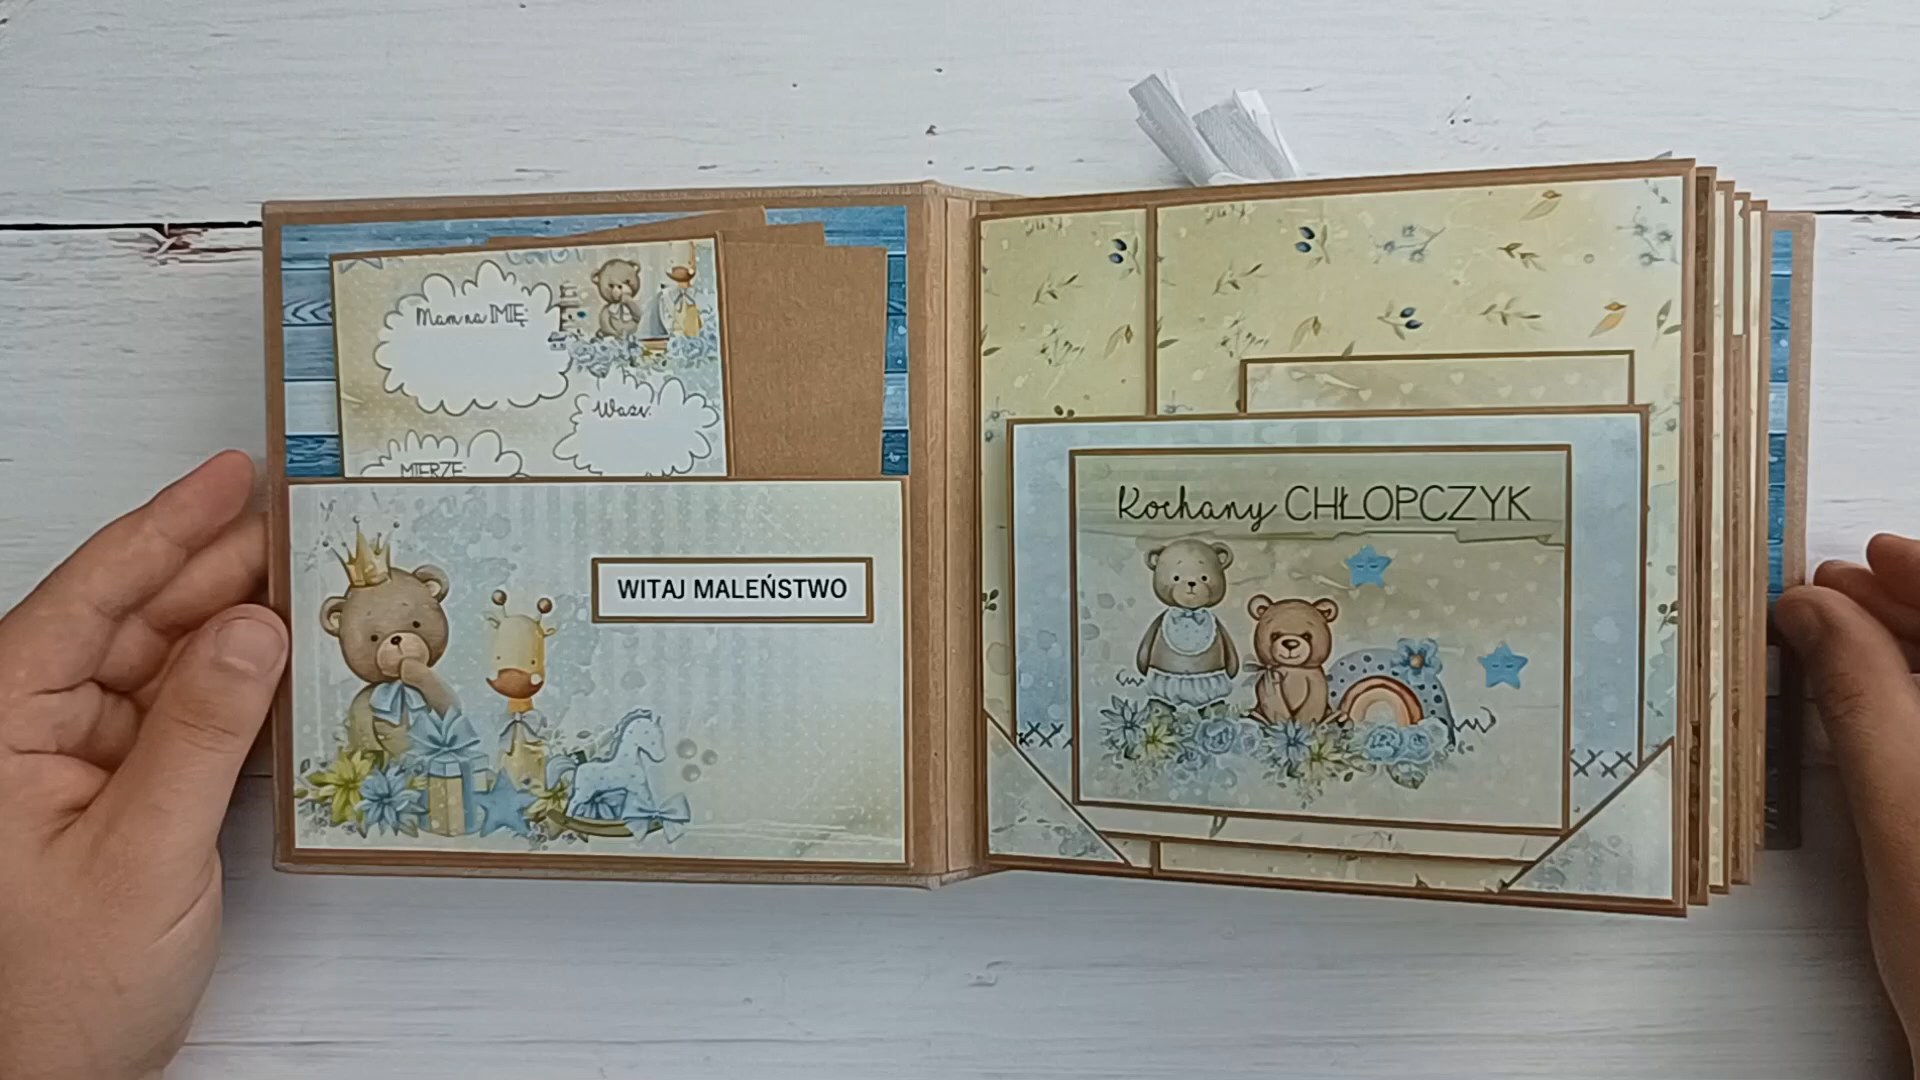 Mam na IMIĘ:
Ważę:
MIERZĘ:
WITAJ MALEŃSTWO
Kochany CHŁOPCZYK